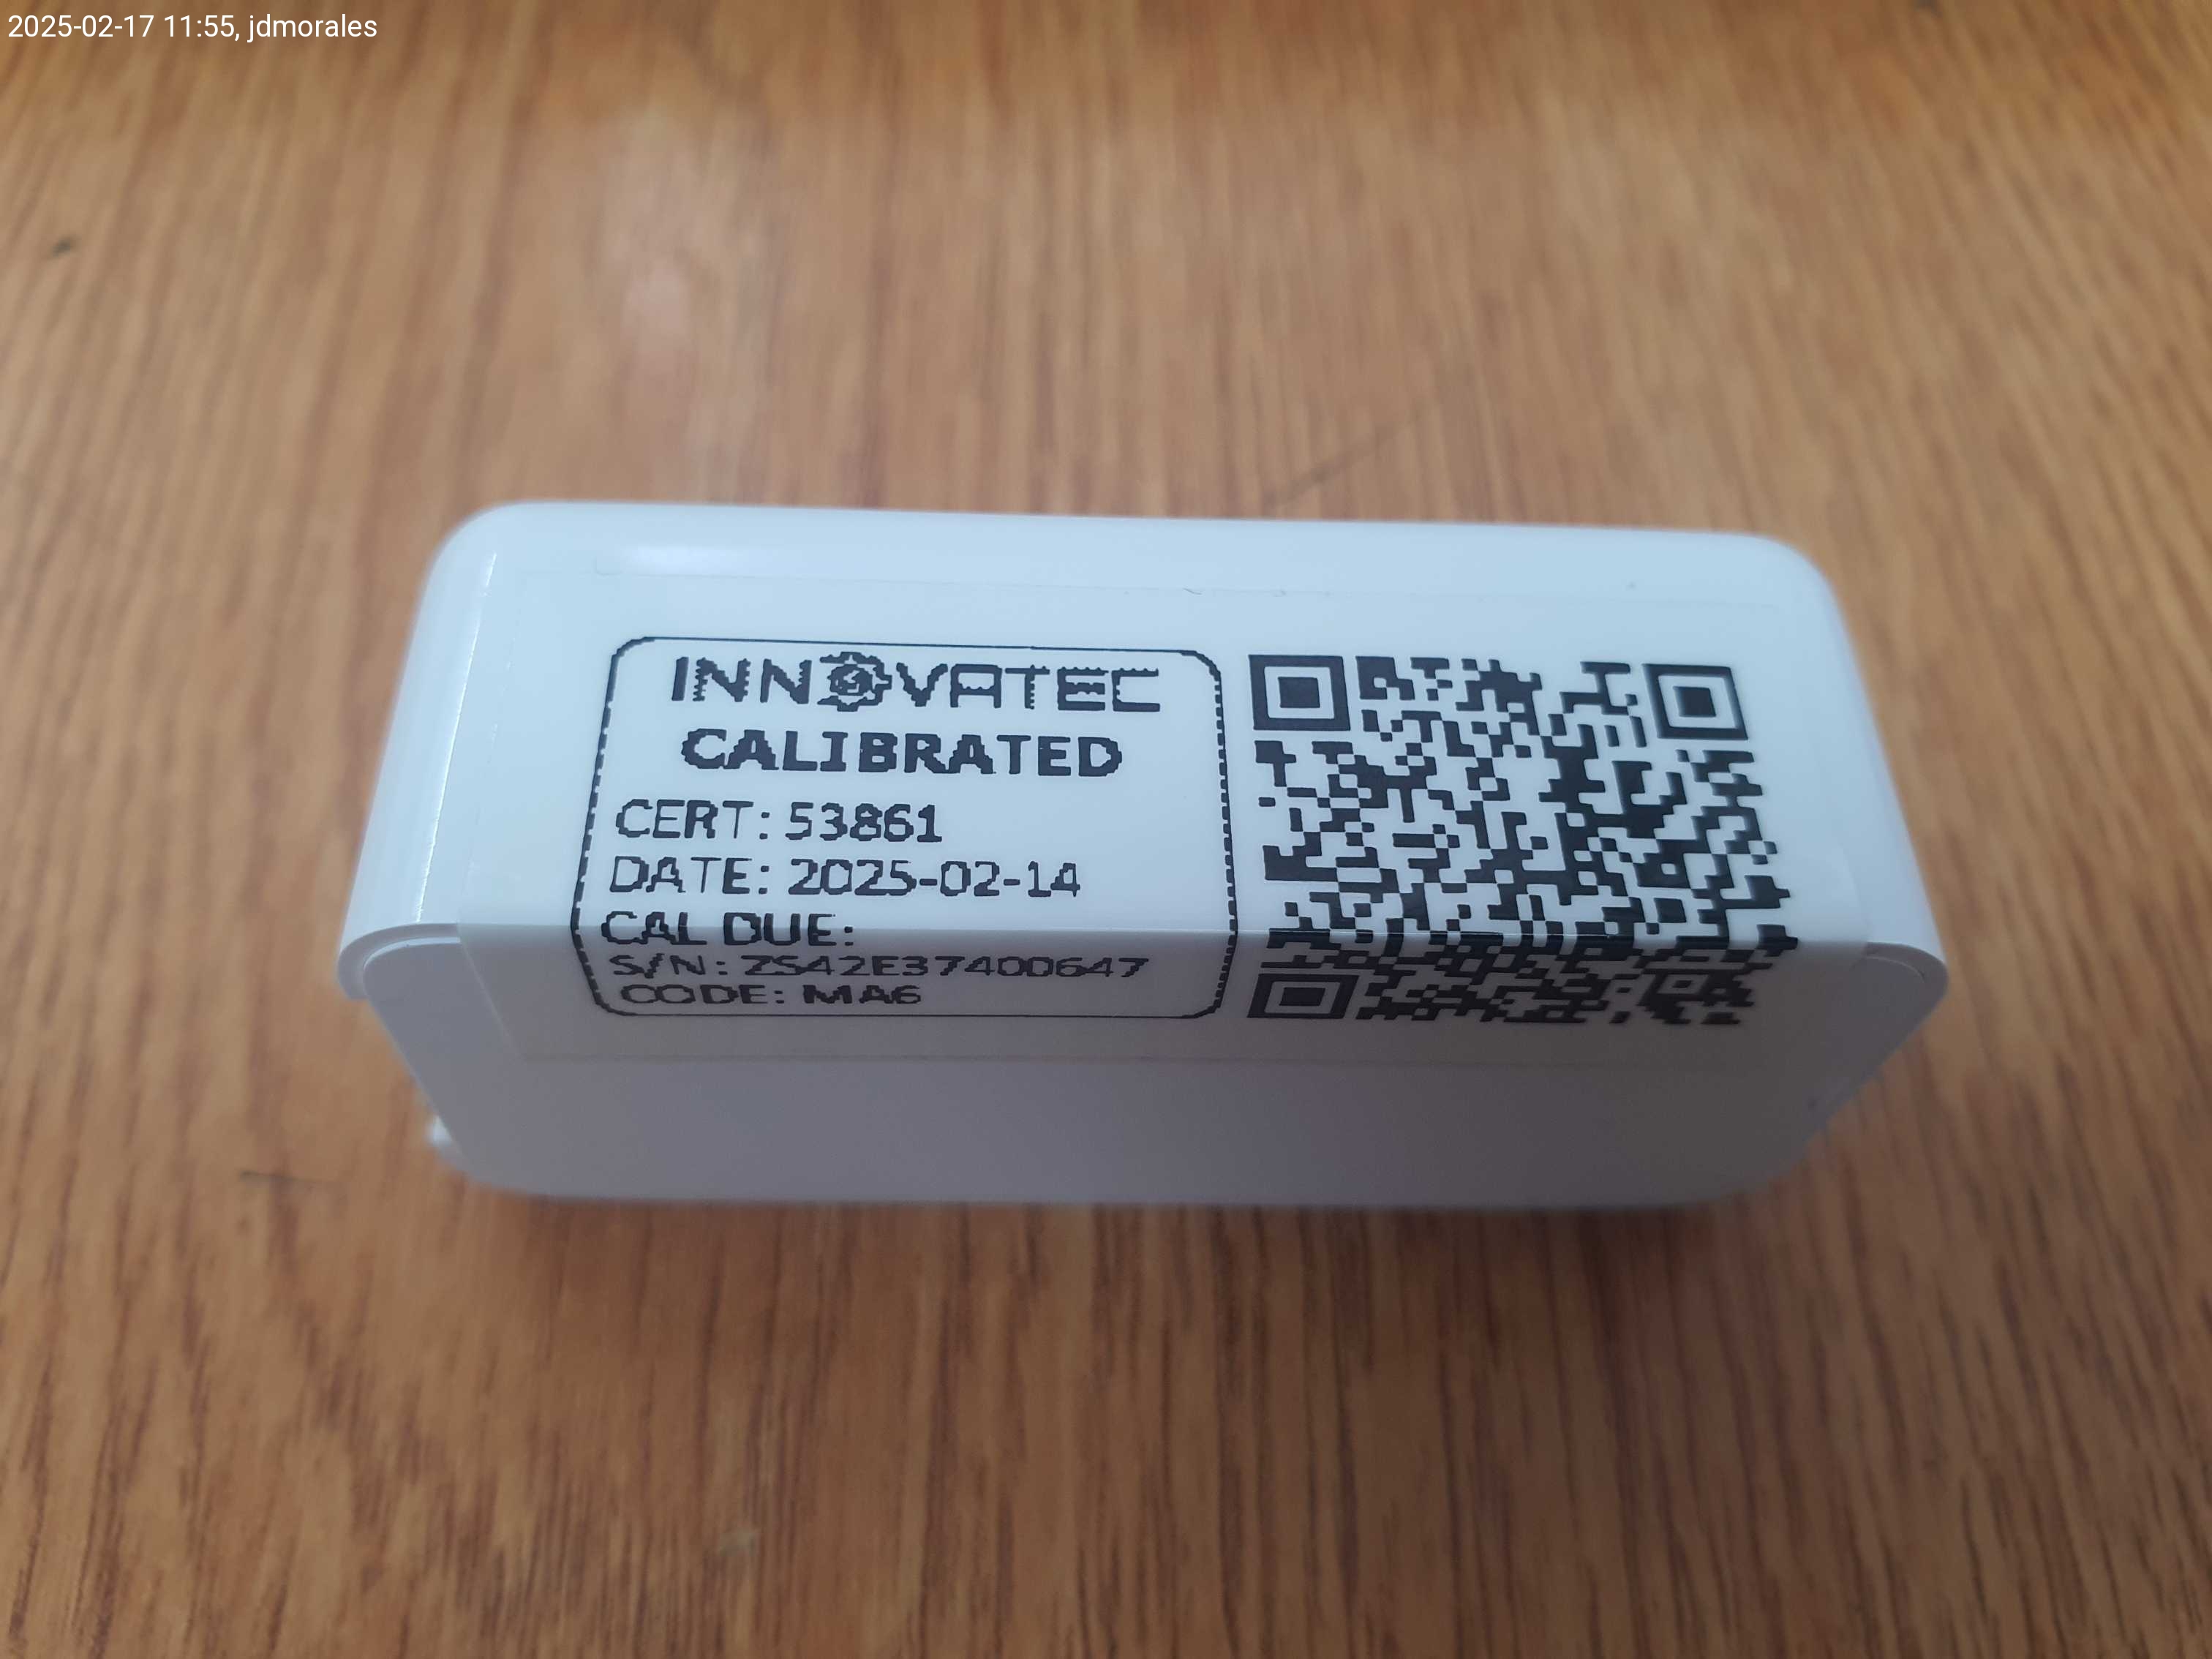 2025-02-17 11:55, jdmorales
INNOVATEC
CALIBRATED
CERT: 53861
DATE: 2025-02-14
CAL DUE:
S/N: ZS42E37400647
CODE: MA6